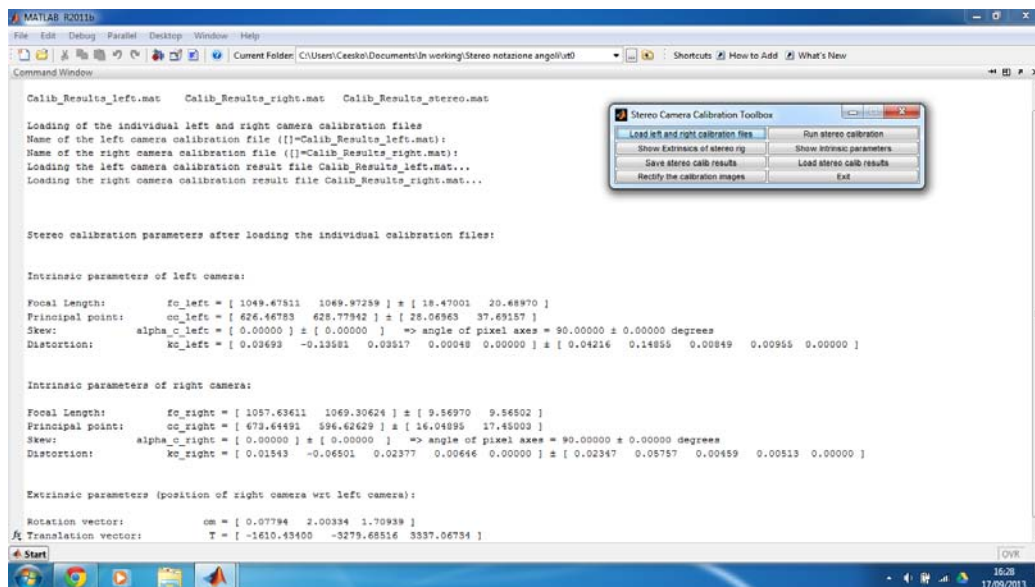 MATLAB R2011b
File Edit Debug Parallel Desktop Window Help
Current Folder: C:\Users\Ceesko\Documents\In working\Stereo notazione angoli\ut0
Shortcuts How to Add What's New
Command Window
Calib_Results_left.mat Calib_Results_right.mat Calib_Results_stereo.mat
Loading of the individual left and right camera calibration files
Name of the left camera calibration file ([]=Calib_Results_left.mat):
Name of the right camera calibration file ([]=Calib_Results_right.mat):
Loading the left camera calibration result file Calib_Results_left.mat...
Loading the right camera calibration result file Calib_Results_right.mat...
Stereo Camera Calibration Toolbox
Load left and right calibration files Run stereo calibration
Show Extrinsics of stereo rig Show Intrinsic parameters
Save stereo calib results Load stereo calib results
Rectify the calibration images Exit
Stereo calibration parameters after loading the individual calibration files:
Intrinsic parameters of left camera:
Focal Length: fc_left = [ 1049.67511 1069.97259 ] ± [ 18.47001 20.68970 ]
Principal point: cc_left = [ 626.46783 628.77942 ] ± [ 28.06963 37.69157 ]
Skew: alpha_c_left = [ 0.00000 ] ± [ 0.00000 ] => angle of pixel axes = 90.00000 ± 0.00000 degrees
Distortion: kc_left = [ 0.03693 -0.13581 0.03517 0.00048 0.00000 ] ± [ 0.04216 0.14855 0.00849 0.00955 0.00000 ]
Intrinsic parameters of right camera:
Focal Length: fc_right = [ 1057.63611 1069.30624 ] ± [ 9.56970 9.56502 ]
Principal point: cc_right = [ 673.64491 596.62629 ] ± [ 16.04895 17.45003 ]
Skew: alpha_c_right = [ 0.00000 ] ± [ 0.00000 ] => angle of pixel axes = 90.00000 ± 0.00000 degrees
Distortion: kc_right = [ 0.01543 -0.06501 0.02377 0.00646 0.00000 ] ± [ 0.02347 0.05757 0.00459 0.00513 0.00000 ]
Extrinsic parameters (position of right camera wrt left camera):
Rotation vector: om = [ 0.07794 2.00334 1.70939 ]
fx Translation vector: T = [ -1610.43400 -3279.68516 3337.06734 ]
Start
OVR
16:28
17/09/2013